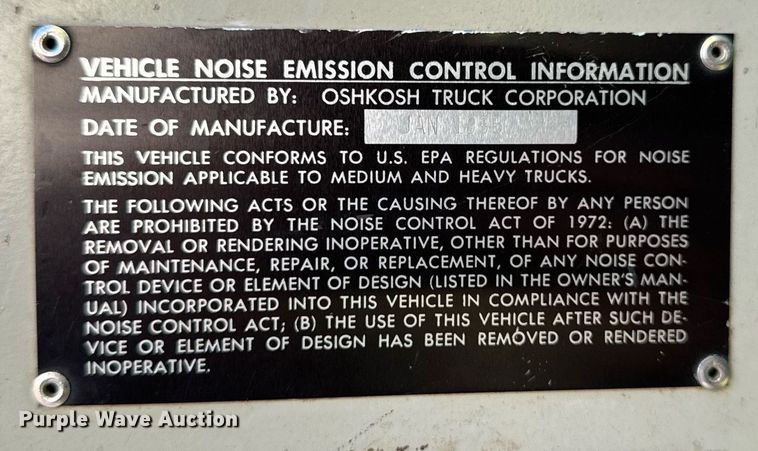 VEHICLE NOISE EMISSION CONTROL INFORMATION
MANUFACTURED BY: OSHKOSH TRUCK CORPORATION
DATE OF MANUFACTURE: JAN
THIS VEHICLE CONFORMS TO U.S. EPA REGULATIONS FOR NOISE
EMISSION APPLICABLE TO MEDIUM AND HEAVY TRUCKS.
THE FOLLOWING ACTS OR THE CAUSING THEREOF BY ANY PERSON
ARE PROHIBITED BY THE NOISE CONTROL ACT OF 1972: (A) THE
REMOVAL OR RENDERING INOPERATIVE, OTHER THAN FOR PURPOSES
OF MAINTENANCE, REPAIR, OR REPLACEMENT, OF ANY NOISE CON-
TROL DEVICE OR ELEMENT OF DESIGN (LISTED IN THE OWNER'S MAN-
UAL) INCORPORATED INTO THIS VEHICLE IN COMPLIANCE WITH THE
NOISE CONTROL ACT; (B) THE USE OF THIS VEHICLE AFTER SUCH DE-
VICE OR ELEMENT OF DESIGN HAS BEEN REMOVED OR RENDERED
INOPERATIVE.
Purple Wave Auction